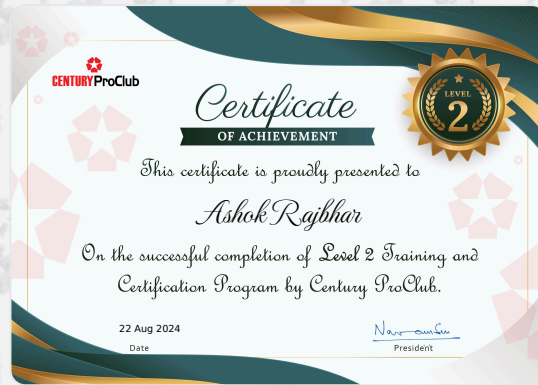 CENTURY ProClub
LEVEL
2
Certificate
OF ACHIEVEMENT
This certificate is proudly presented to
Ashok Rajbhar
On the successful completion of Level 2 Training and
Certification Program by Century ProClub.
22 Aug 2024
Date
President